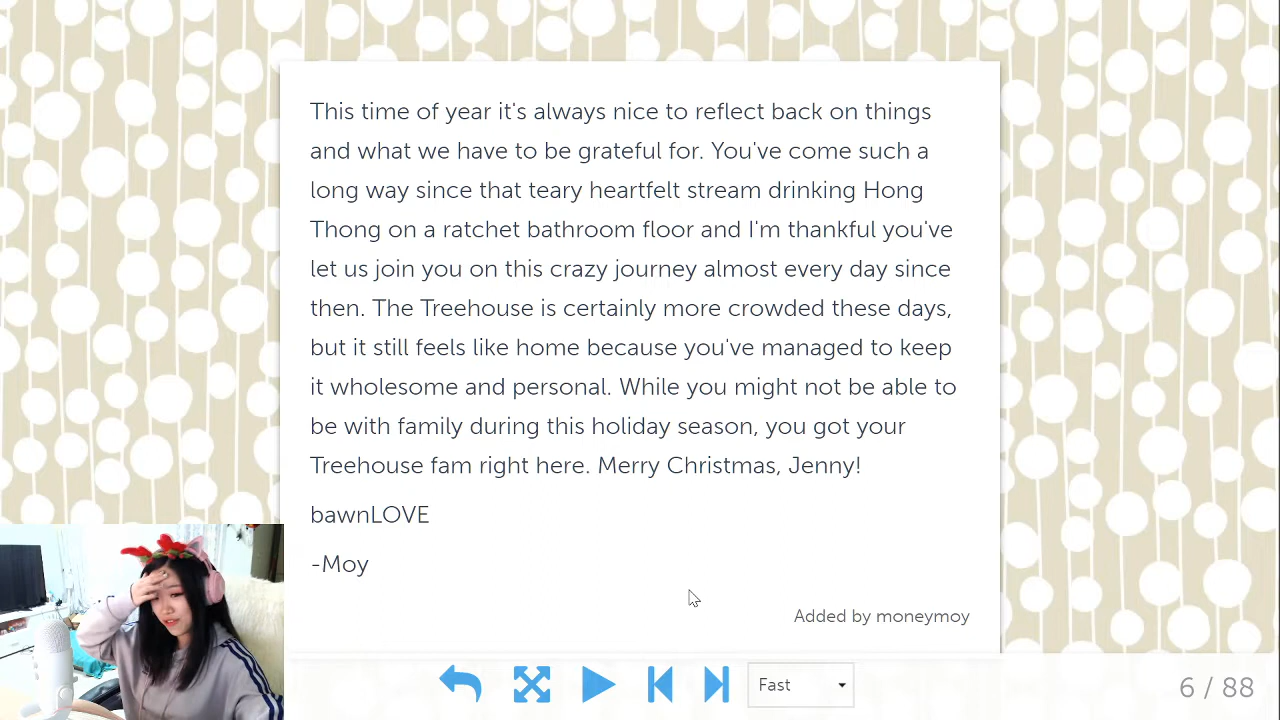 This time of year it's always nice to reflect back on things
and what we have to be grateful for. You've come such a
long way since that teary heartfelt stream drinking Hong
Thong on a ratchet bathroom floor and I'm thankful you've
let us join you on this crazy journey almost every day since
then. The Treehouse is certainly more crowded these days,
but it still feels like home because you've managed to keep
it wholesome and personal. While you might not be able to
be with family during this holiday season, you got your
Treehouse fam right here. Merry Christmas, Jenny!
bawnLOVE
-Moy
Added by moneymoy
Fast
6 / 88